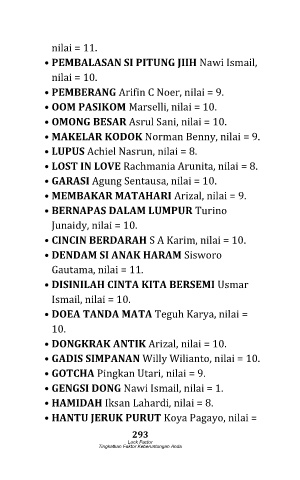 nilai = 11.
• PEMBALASAN SI PITUNG JIIH Nawi Ismail,
nilai = 10.
• PEMBERANG Arifin C Noer, nilai = 9.
• OOM PASIKOM Marselli, nilai = 10.
• OMONG BESAR Asrul Sani, nilai = 10.
• MAKELAR KODOK Norman Benny, nilai = 9.
• LUPUS Achiel Nasrun, nilai = 8.
• LOST IN LOVE Rachmania Arunita, nilai = 8.
• GARASI Agung Sentausa, nilai = 10.
• MEMBAKAR MATAHARI Arizal, nilai = 9.
• BERNAPAS DALAM LUMPUR Turino
Junaidy, nilai = 10.
• CINCIN BERDARAH S A Karim, nilai = 10.
• DENDAM SI ANAK HARAM Sisworo
Gautama, nilai = 11.
• DISINILAH CINTA KITA BERSEMI Usmar
Ismail, nilai = 10.
• DOEA TANDA MATA Teguh Karya, nilai =
10.
• DONGKRAK ANTIK Arizal, nilai = 10.
• GADIS SIMPANAN Willy Wilianto, nilai = 10.
• GOTCHA Pingkan Utari, nilai = 9.
• GENGSI DONG Nawi Ismail, nilai = 1.
• HAMIDAH Iksan Lahardi, nilai = 8.
• HANTU JERUK PURUT Koya Pagayo, nilai =
293
Luck Factor
Tingkatkan Faktor Keberuntungan Anda